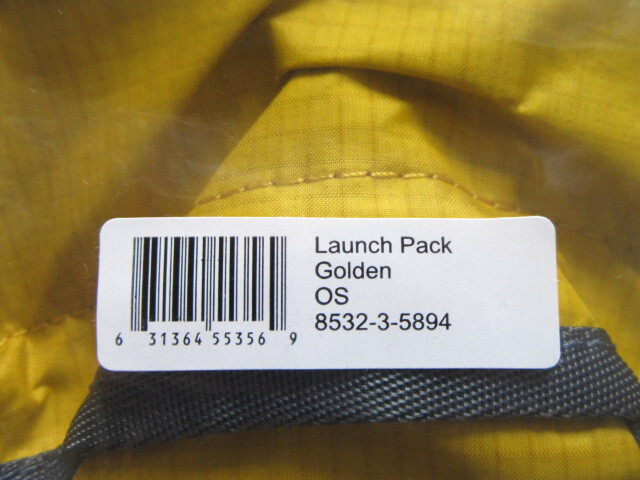 Launch Pack
Golden
OS
8532-3-5894
6 31364 55356 9